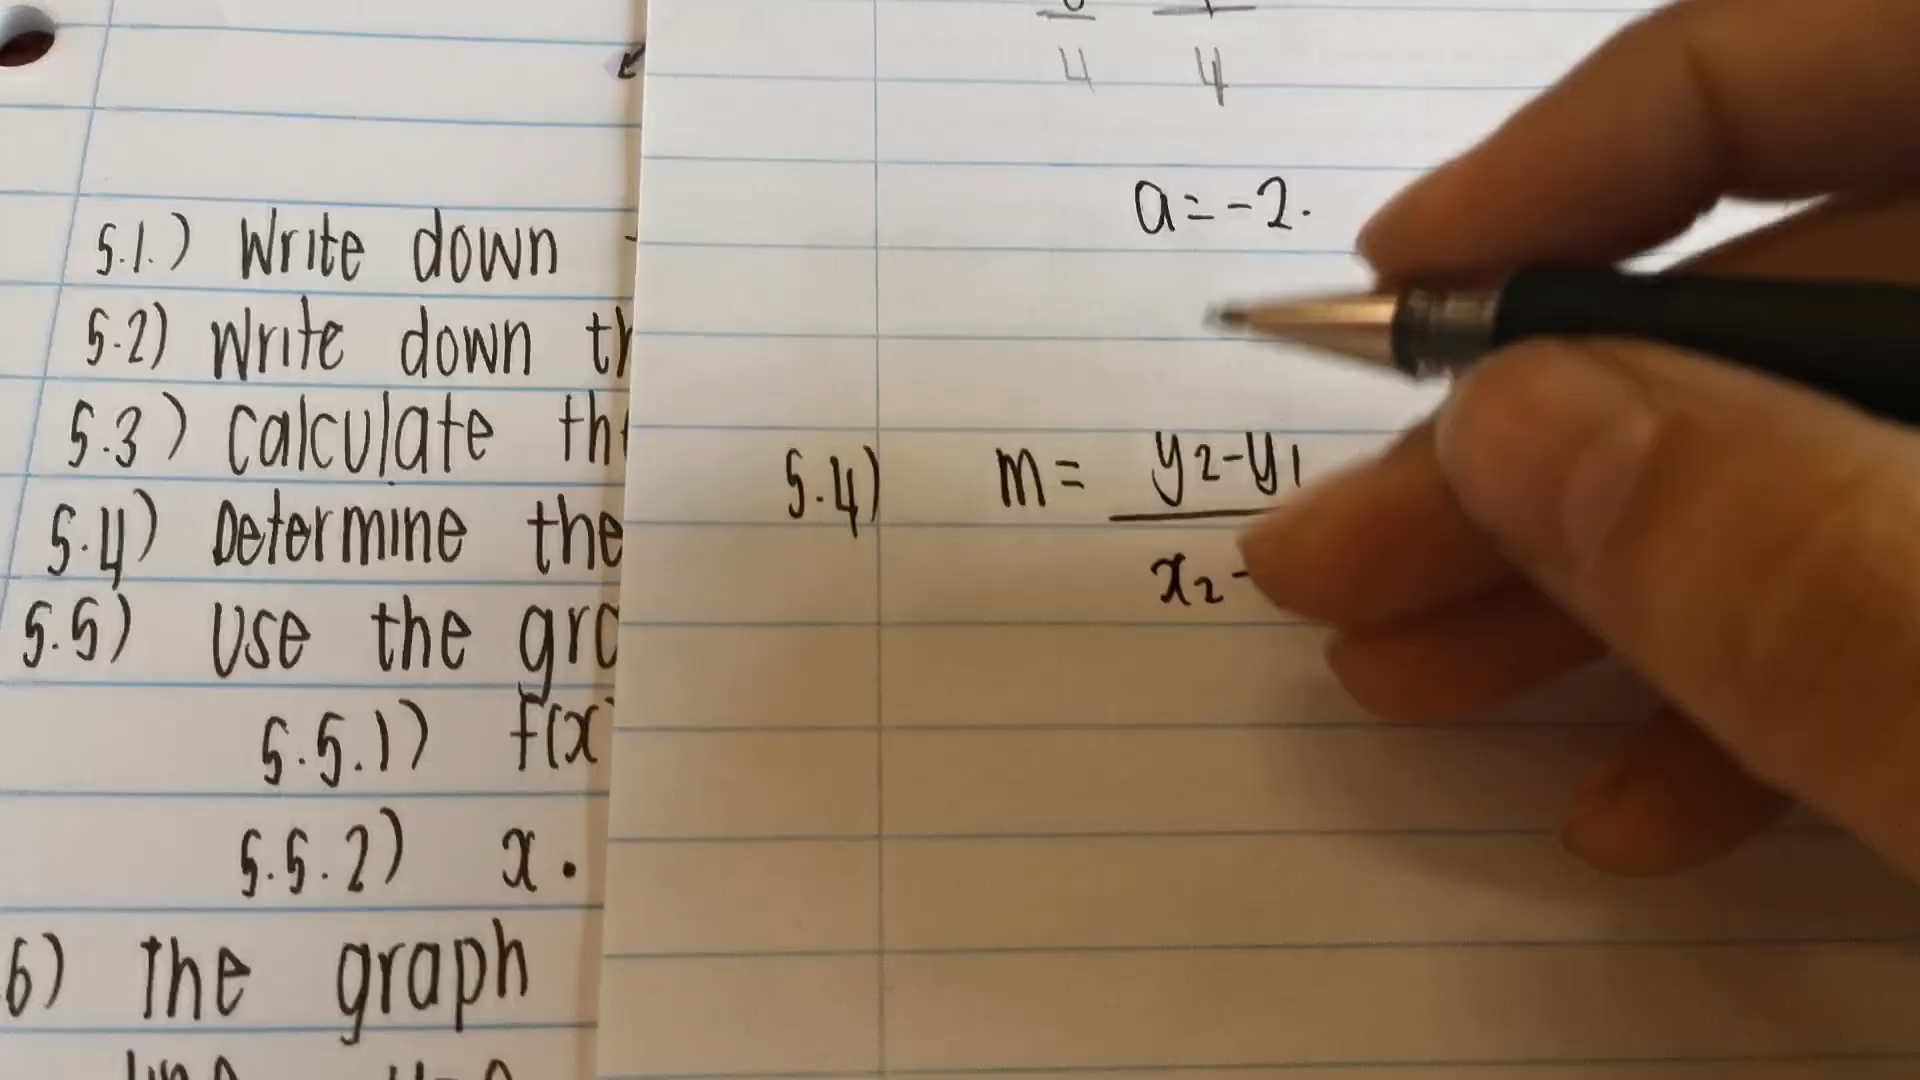 5.1.) Write down
5.2) Write down
5.3) Calculate
5.4) Determine the
5.5) Use the
5.5.1) f(x)
5.5.2) x.
6) The graph
4 4
a = -2.
5.4) m = y2-y1
x2-